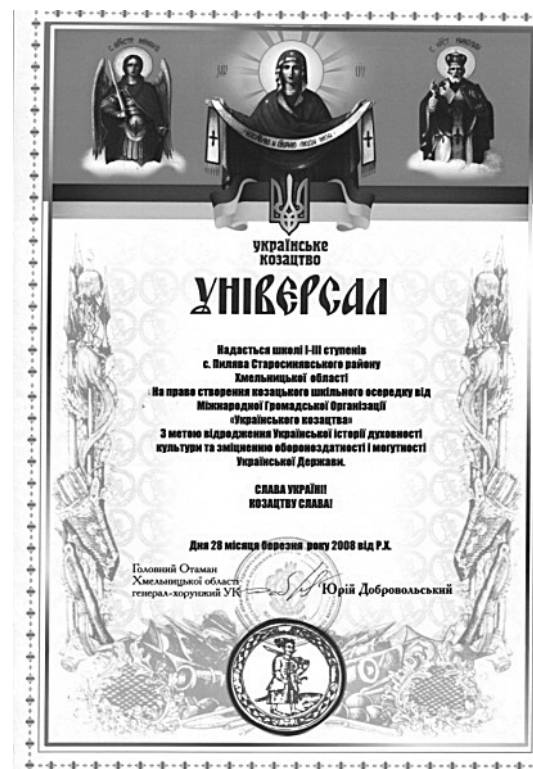 українське
козацтво
УНІВЕРСАЛ
Надається школі І-ІІІ ступенів
с. Пилява Старосинявського району
Хмельницької області
На право створення козацького шкільного осередку від
Міжнародної Громадської Організації
«Українського козацтва»
З метою відродження Української історії духовності
культури та зміцненню обороноздатності і могутності
Української Держави.
СЛАВА УКРАЇНІ!
КОЗАЦТВУ СЛАВА!
Дня 28 місяця березня року 2008 від Р.Х.
Головний Отаман
Хмельницької області
генерал-хорунжий УК
Юрій Добровольський